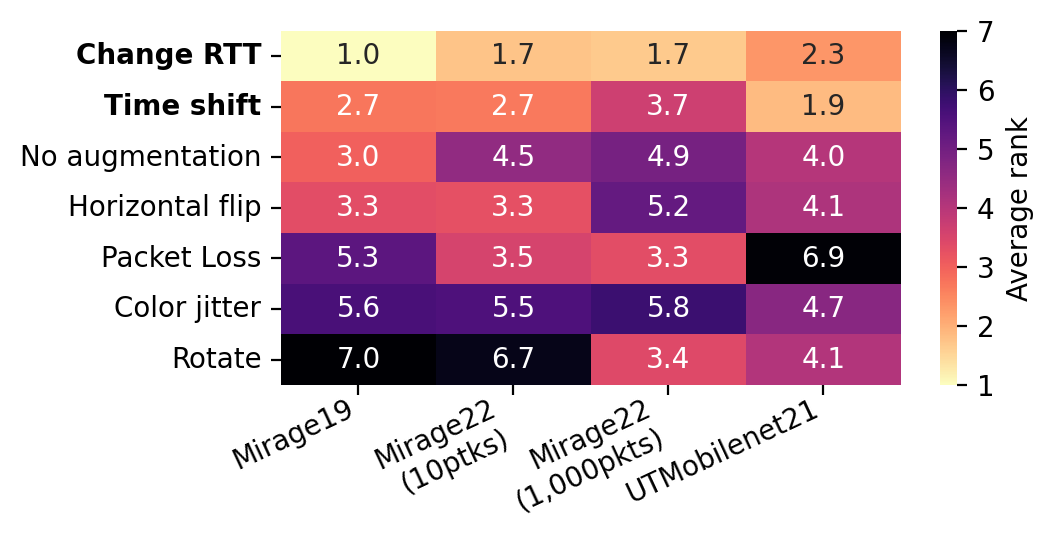 Change RTT 1.0 1.7 1.7 2.3
Time shift 2.7 2.7 3.7 1.9
No augmentation 3.0 4.5 4.9 4.0
Horizontal flip 3.3 3.3 5.2 4.1
Packet Loss 5.3 3.5 3.3 6.9
Color jitter 5.6 5.5 5.8 4.7
Rotate 7.0 6.7 3.4 4.1
Mirage19
Mirage22
(10ptks)
Mirage22
(1,000pkts)
UTMobilenet21
7
6
5
4
3
2
1
Average rank